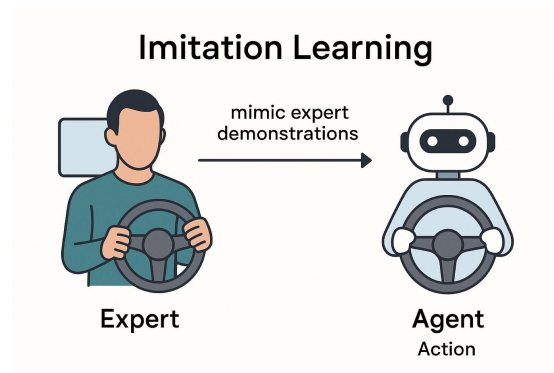 Imitation Learning
mimic expert
demonstrations
Expert
Agent
Action